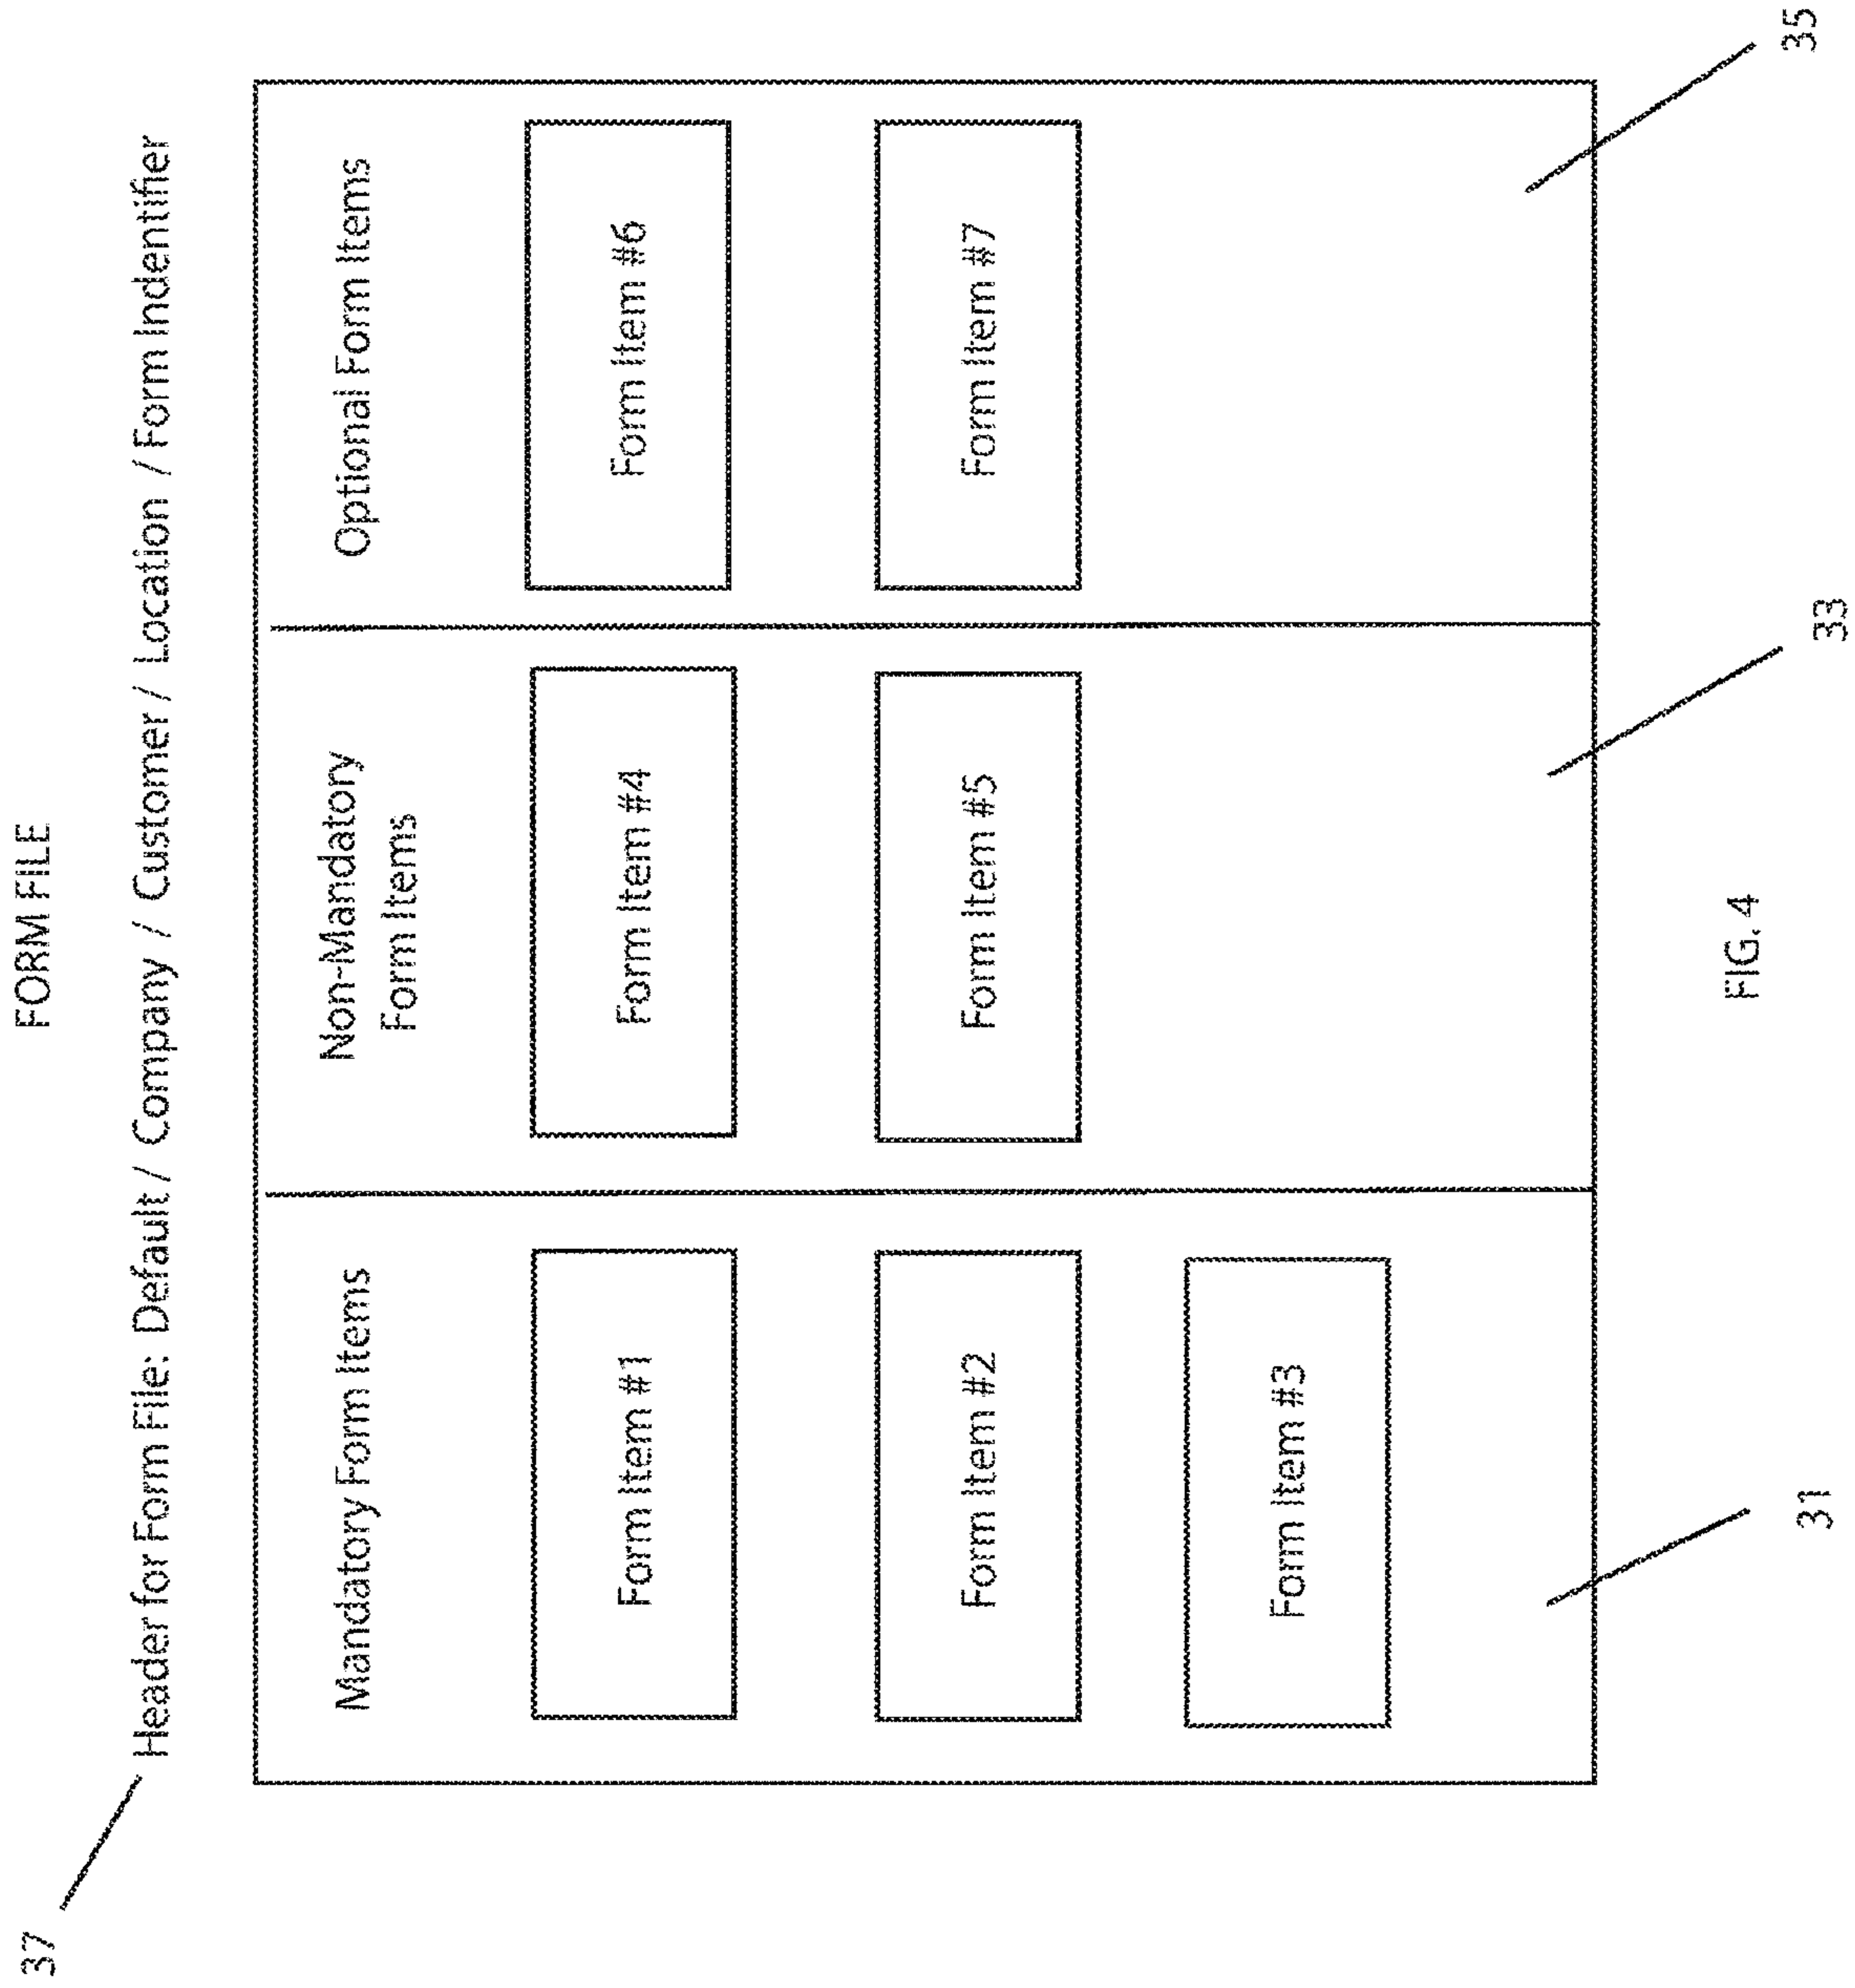 FORM FILE
37
Header for Form File: Default / Company / Customer / Location / Form Indentifier
Mandatory Form Items
Form Item #1
Form Item #2
Form Item #3
31
Non-Mandatory
Form Items
Form Item #4
Form Item #5
33
Optional Form Items
Form Item #6
Form Item #7
35
FIG. 4